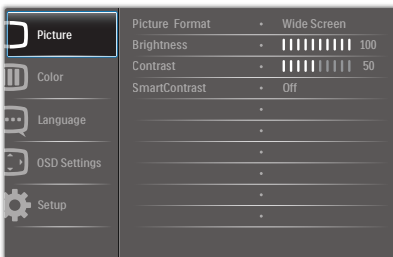 Picture
Color
Language
OSD Settings
Setup
Picture Format • Wide Screen
Brightness • 100
Contrast • 50
SmartContrast • Off
•
•
•
•
•
•